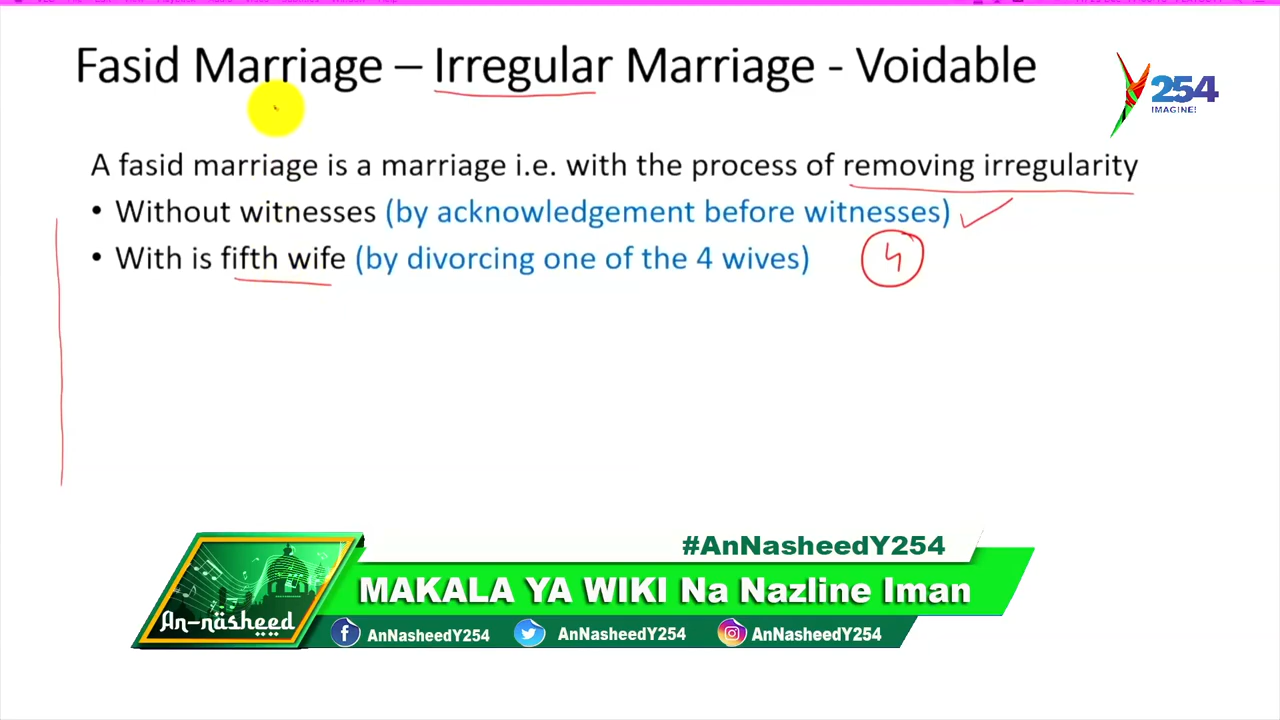 Fasid Marriage – Irregular Marriage - Voidable
254
IMAGINE!
A fasid marriage is a marriage i.e. with the process of removing irregularity
• Without witnesses (by acknowledgement before witnesses)
• With is fifth wife (by divorcing one of the 4 wives)
4
#AnNasheedY254
MAKALA YA WIKI Na Nazline Iman
An-nasheed
AnNasheedY254
AnNasheedY254
AnNasheedY254